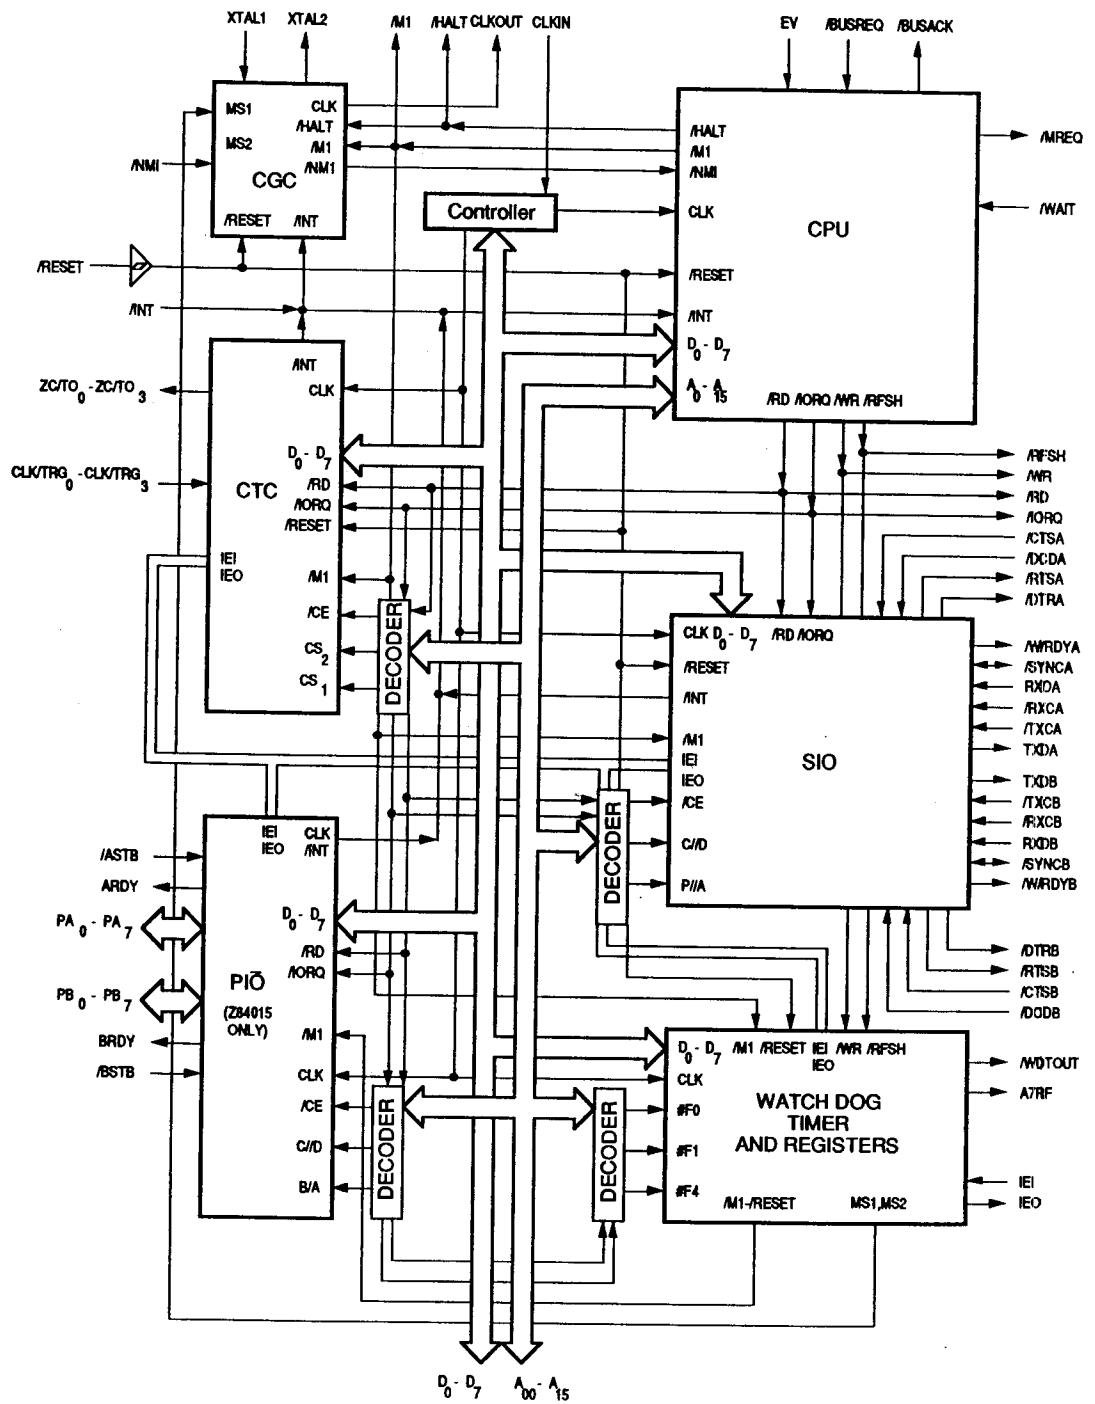 XTAL1 XTAL2 /M1 /HALT CLKOUT CLKIN EV /BUSREQ /BUSACK
MS1 CLK
/HALT
MS2 /M1
/NMI /NM1
CGC
/RESET /INT
Controller
/HALT
/M1
/NMI
CLK
CPU
/RESET
/INT
D0 - D7
A0 - A15
/RD /IORQ /WR /RFSH
/MREQ
/WAIT
/RESET
/INT
/INT
ZC/TO0 - ZC/TO3
CLK
D0 - D7
CLK/TRG0 - CLK/TRG3
CTC
/RD
/IORQ
/RESET
IEI
IEO
/M1
/CE
CS2
CS1
DECODER
/RFSH
/WR
/RD
/IORQ
/CTSA
/DCDA
/RTSA
/DTRA
CLK D0 - D7 /RD /IORQ
/RESET
/INT
/M1
IEI
IEO
/CE
C//D
P//A
SIO
DECODER
/W/RDYA
/SYNCA
RXDA
/RXCA
/TXCA
TXDA
TXDB
/TXCB
/RXCB
RXDB
/SYNCB
/W/RDYB
IEI CLK
IEO /INT
/ASTB
ARDY
PA0 - PA7
PB0 - PB7
BRDY
/BSTB
D0 - D7
/RD
/IORQ
PIO
(Z84015
ONLY)
/M1
CLK
/CE
C//D
B/A
DECODER
DECODER
/DTRB
/RTSB
/CTSB
/DCDB
D0 - D7 /M1 /RESET IEI /WR /RFSH
IEO
CLK
#F0
#F1
#F4
WATCH DOG
TIMER
AND REGISTERS
/M1-/RESET MS1,MS2
/WDTOUT
A7RF
IEI
IEO
D0 - D7 A00 - A15